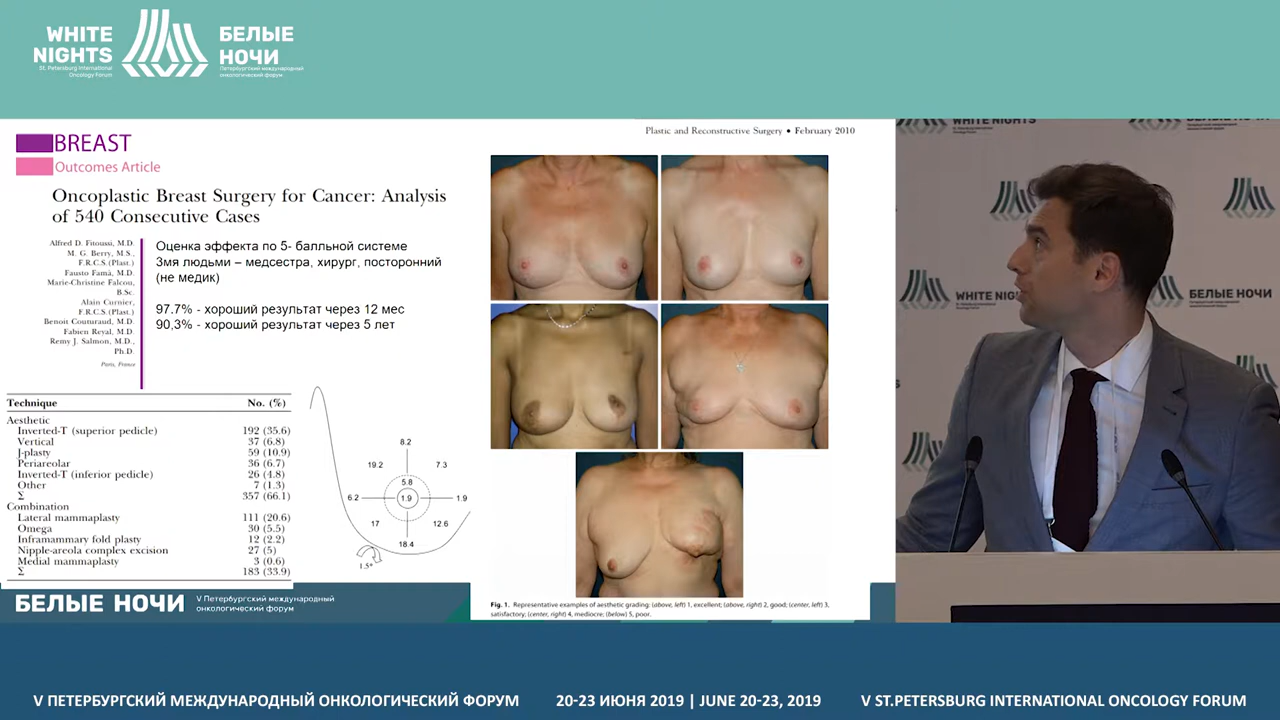 WHITE
NIGHTS
St. Petersburg International
Oncology Forum
БЕЛЫЕ
НОЧИ
Петербургский международный
онкологический форум
BREAST
Outcomes Article
Oncoplastic Breast Surgery for Cancer: Analysis
of 540 Consecutive Cases
Alfred D. Fitoussi, M.D.
M. G. Berry, M.S.,
F.R.C.S.(Plast.)
Fausto Famà, M.D.
Marie-Christine Falcou,
B.Sc.
Alain Curnier,
F.R.C.S.(Plast.)
Benoit Couturaud, M.D.
Fabien Reyal, M.D.
Remy J. Salmon, M.D.,
Ph.D.
Paris, France
Оценка эффекта по 5- балльной системе
3мя людьми – медсестра, хирург, посторонний
(не медик)
97.7% - хороший результат через 12 мес
90,3% - хороший результат через 5 лет
Technique No. (%)
Aesthetic
Inverted-T (superior pedicle) 192 (35.6)
Vertical 37 (6.8)
J-plasty 59 (10.9)
Periareolar 36 (6.7)
Inverted-T (inferior pedicle) 26 (4.8)
Other 7 (1.3)
Σ 357 (66.1)
Combination
Lateral mammaplasty 111 (20.6)
Omega 30 (5.5)
Inframammary fold plasty 12 (2.2)
Nipple-areola complex excision 27 (5)
Medial mammaplasty 3 (0.6)
Σ 183 (33.9)
8.2
19.2 7.3
5.8
6.2 1.9 1.9
17 12.6
18.4
1.5*
Plastic and Reconstructive Surgery • February 2010
Fig. 1. Representative examples of aesthetic grading: (above, left) 1, excellent; (above, right) 2, good; (center, left) 3,
satisfactory; (center, right) 4, mediocre; (below) 5, poor.
БЕЛЫЕ НОЧИ
V Петербургский международный
онкологический форум
WHITE NIGHTS
БЕЛЫЕ НОЧИ
WHITE NIGHTS
БЕЛЫЕ НОЧИ
V ПЕТЕРБУРГСКИЙ МЕЖДУНАРОДНЫЙ ОНКОЛОГИЧЕСКИЙ ФОРУМ 20-23 ИЮНЯ 2019 | JUNE 20-23, 2019 V ST.PETERSBURG INTERNATIONAL ONCOLOGY FORUM